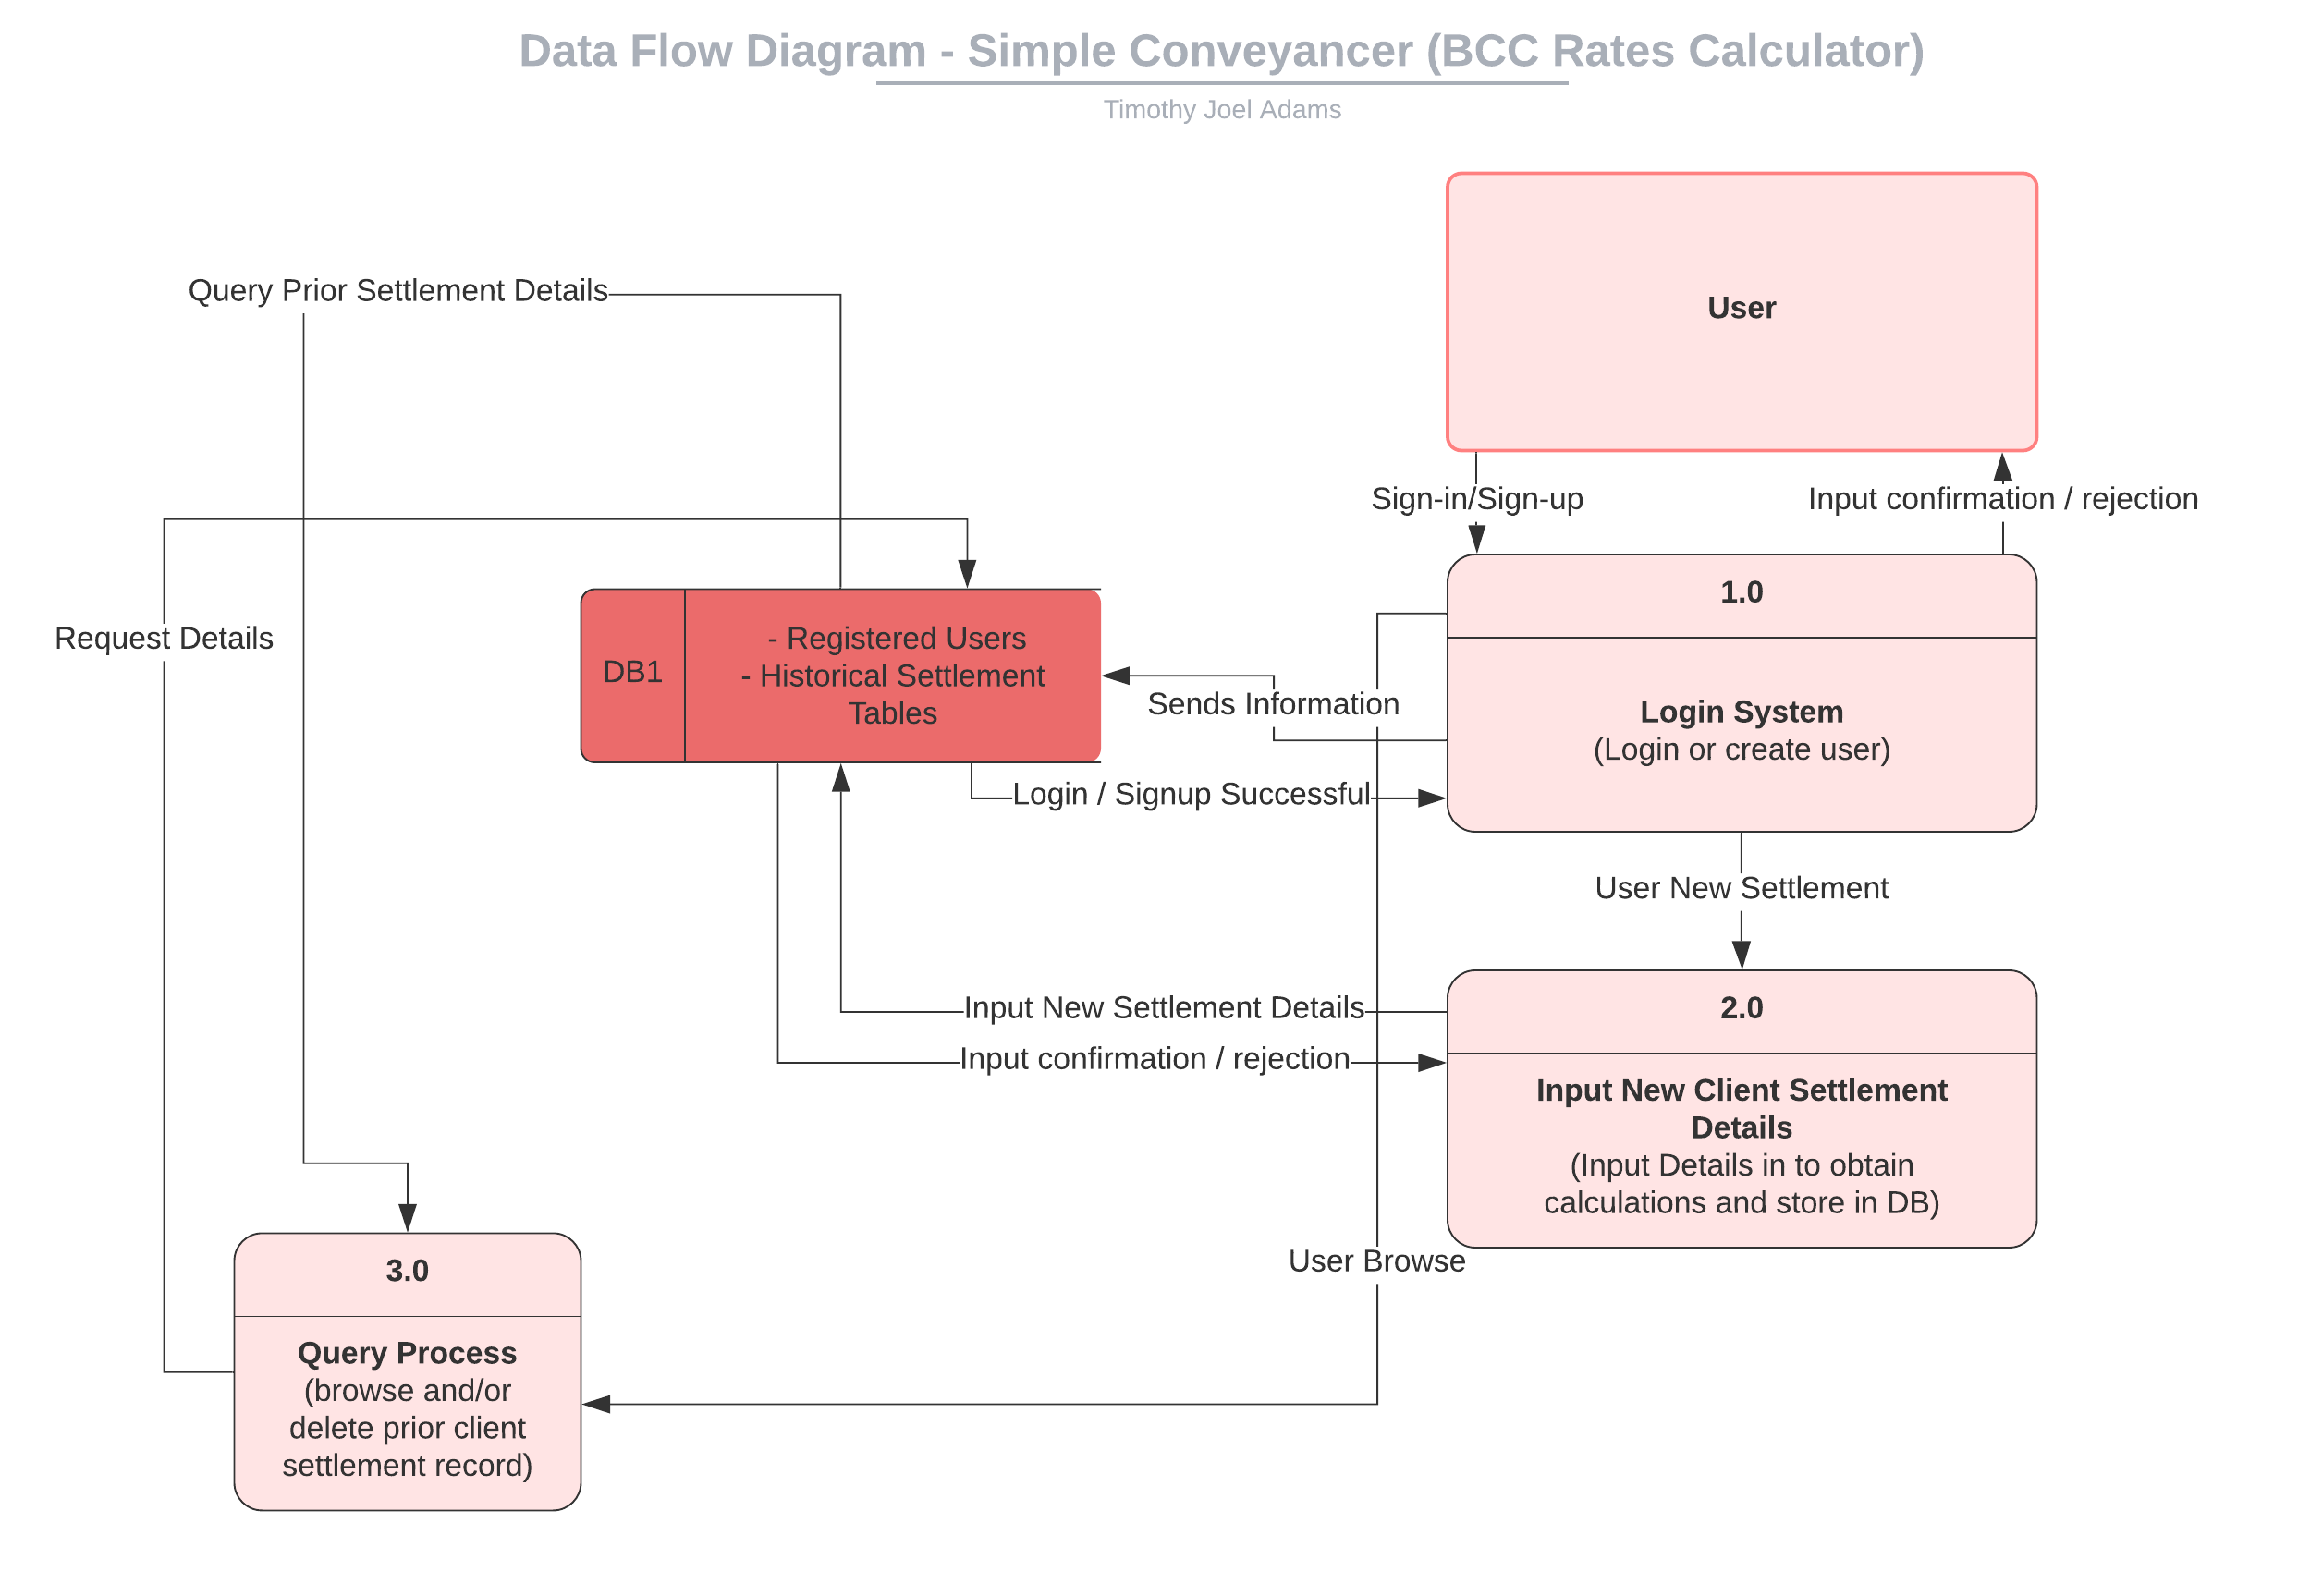 Data Flow Diagram - Simple Conveyancer (BCC Rates Calculator)
Timothy Joel Adams
User
Query Prior Settlement Details
Sign-in/Sign-up
Input confirmation / rejection
1.0
Login System
(Login or create user)
Request Details
DB1
- Registered Users
- Historical Settlement
Tables
Sends Information
Login / Signup Successful
User New Settlement
Input New Settlement Details
Input confirmation / rejection
2.0
Input New Client Settlement
Details
(Input Details in to obtain
calculations and store in DB)
User Browse
3.0
Query Process
(browse and/or
delete prior client
settlement record)